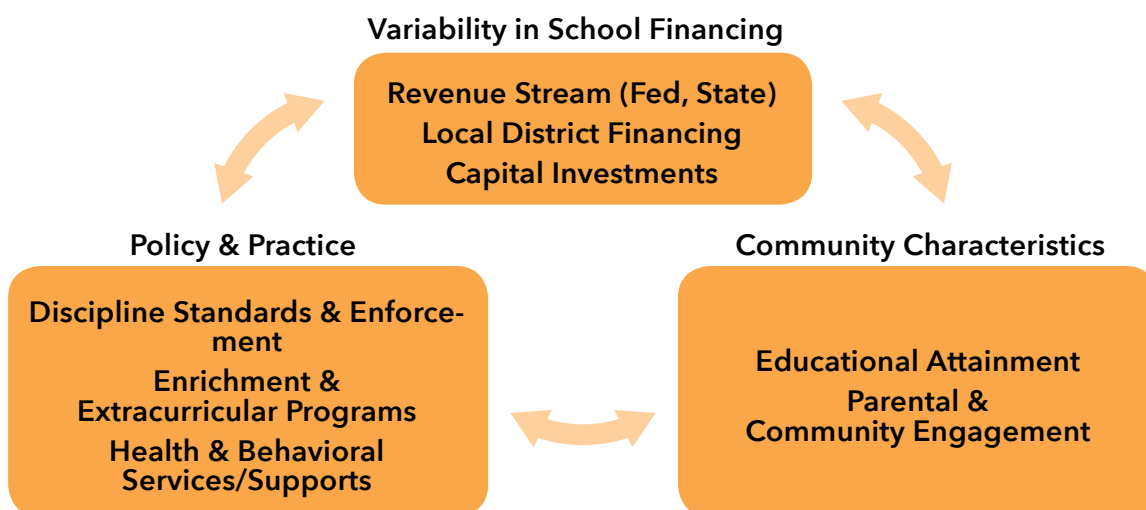 Variability in School Financing
Revenue Stream (Fed, State)
Local District Financing
Capital Investments
Policy & Practice
Discipline Standards & Enforce-
ment
Enrichment &
Extracurricular Programs
Health & Behavioral
Services/Supports
Community Characteristics
Educational Attainment
Parental &
Community Engagement